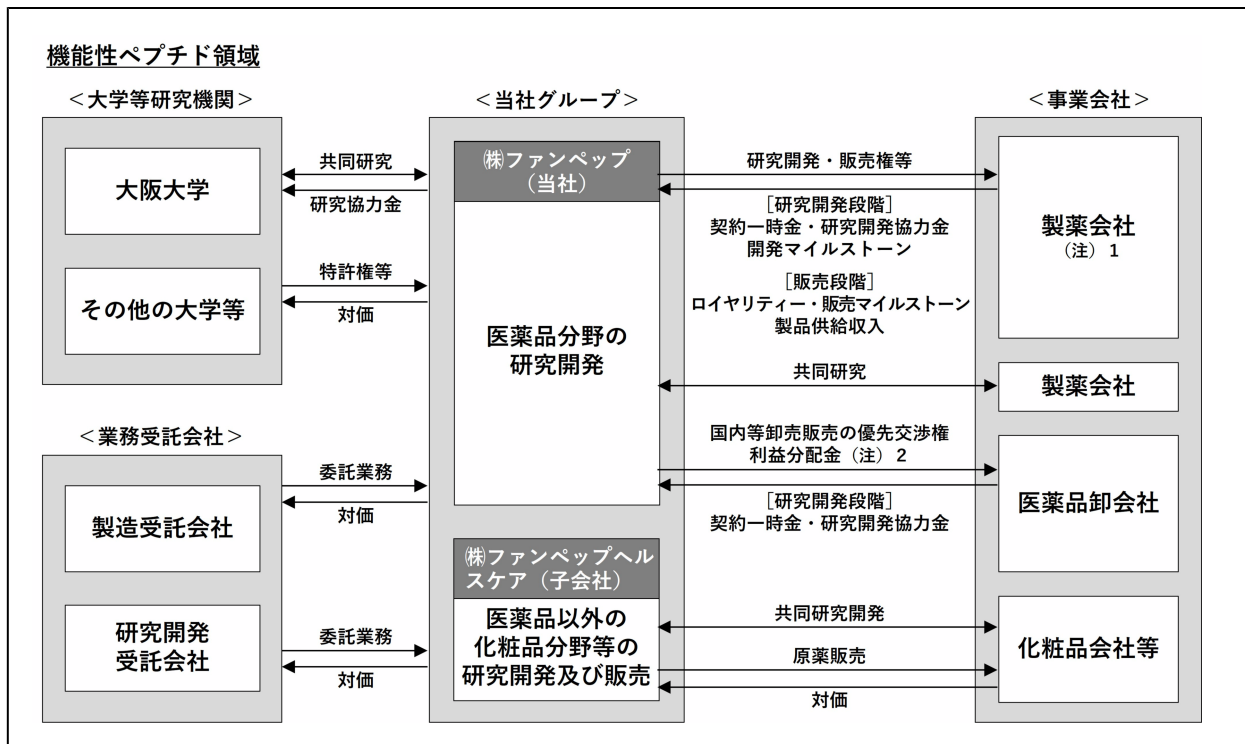 機能性ペプチド領域
＜大学等研究機関＞
大阪大学
その他の大学等
共同研究
研究協力金
特許権等
対価
＜業務受託会社＞
製造受託会社
研究開発
受託会社
委託業務
対価
委託業務
対価
＜当社グループ＞
㈱ファンペップ
（当社）
医薬品分野の
研究開発
㈱ファンペップヘル
スケア（子会社）
医薬品以外の
化粧品分野等の
研究開発及び販売
研究開発・販売権等
［研究開発段階］
契約一時金・研究開発協力金
開発マイルストーン
［販売段階］
ロイヤリティー・販売マイルストーン
製品供給収入
共同研究
国内等卸売販売の優先交渉権
利益分配金（注）2
［研究開発段階］
契約一時金・研究開発協力金
共同研究開発
原薬販売
対価
＜事業会社＞
製薬会社
（注）1
製薬会社
医薬品卸会社
化粧品会社等